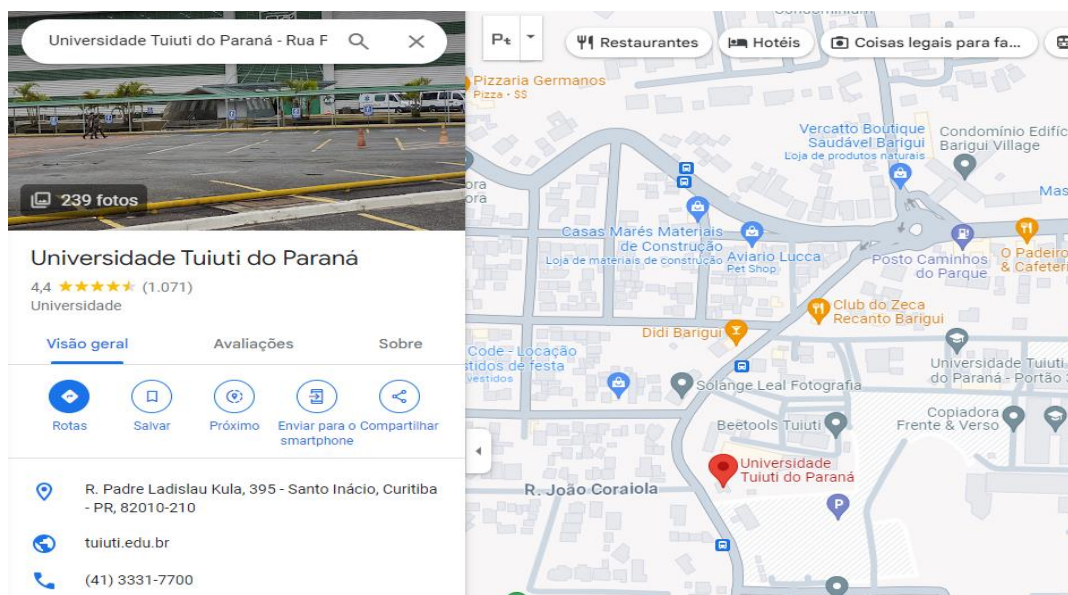 Universidade Tuiuti do Paraná - Rua F
239 fotos
Universidade Tuiuti do Paraná
4,4 ★★★★★ (1.071)
Universidade
Visão geral
Avaliações
Sobre
Rotas
Salvar
Próximo
Enviar para o
smartphone
Compartilhar
R. Padre Ladislau Kula, 395 - Santo Inácio, Curitiba
- PR, 82010-210
tuiuti.edu.br
(41) 3331-7700
Restaurantes
Hotéis
Coisas legais para fa...
Pizzaria Germanos
Pizza • $$
Vercatto Boutique
Saudável Barigui
Loja de produtos naturais
Condomínio Edifíc
Barigui Village
Mas
ora
ora
Casas Marés Materiais
de Construção
Loja de materiais de construção
Aviario Lucca
Pet Shop
Posto Caminhos
do Parque
O Padeiro
& Cafeter
Club do Zeca
Recanto Barigui
Didi Barigui
Code - Locação
stidos de festa
vestidos
Solange Leal Fotografia
Universidade Tuiuti
do Paraná - Portão
Beetools Tuiuti
Copiadora
Frente & Verso
Universidade
Tuiuti do Paraná
R. João Coraiola
P